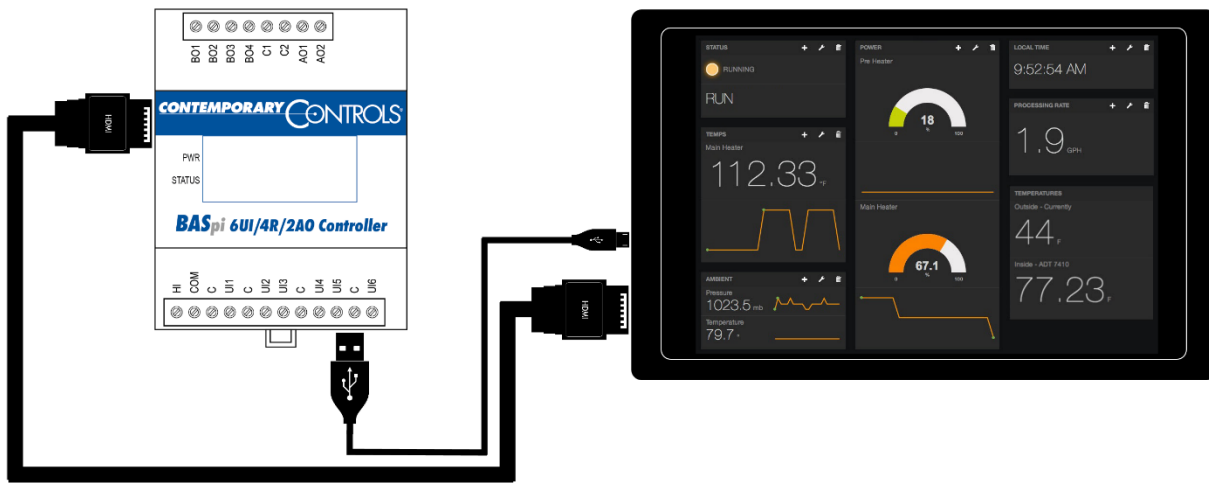 BO1
BO2
BO3
BO4
C1
C2
AO1
AO2
HDMI
CONTEMPORARY CONTROLS®
PWR
STATUS
BASpi 6UI/4R/2AO Controller
HI
COM
C
UI1
C
UI2
UI3
C
UI4
UI5
C
UI6
HDMI
STATUS
RUNNING
RUN
TEMPS
Main Heater
112.33 °F
AMBIENT
Pressure
1023.5 mb
Temperature
79.7 °
POWER
Pre Heater
18
%
0 100
Main Heater
67.1
%
0 100
LOCAL TIME
9:52:54 AM
PROCESSING RATE
1.9 GPH
TEMPERATURES
Outside - Currently
44 F
Inside - ADT 7410
77.23 F